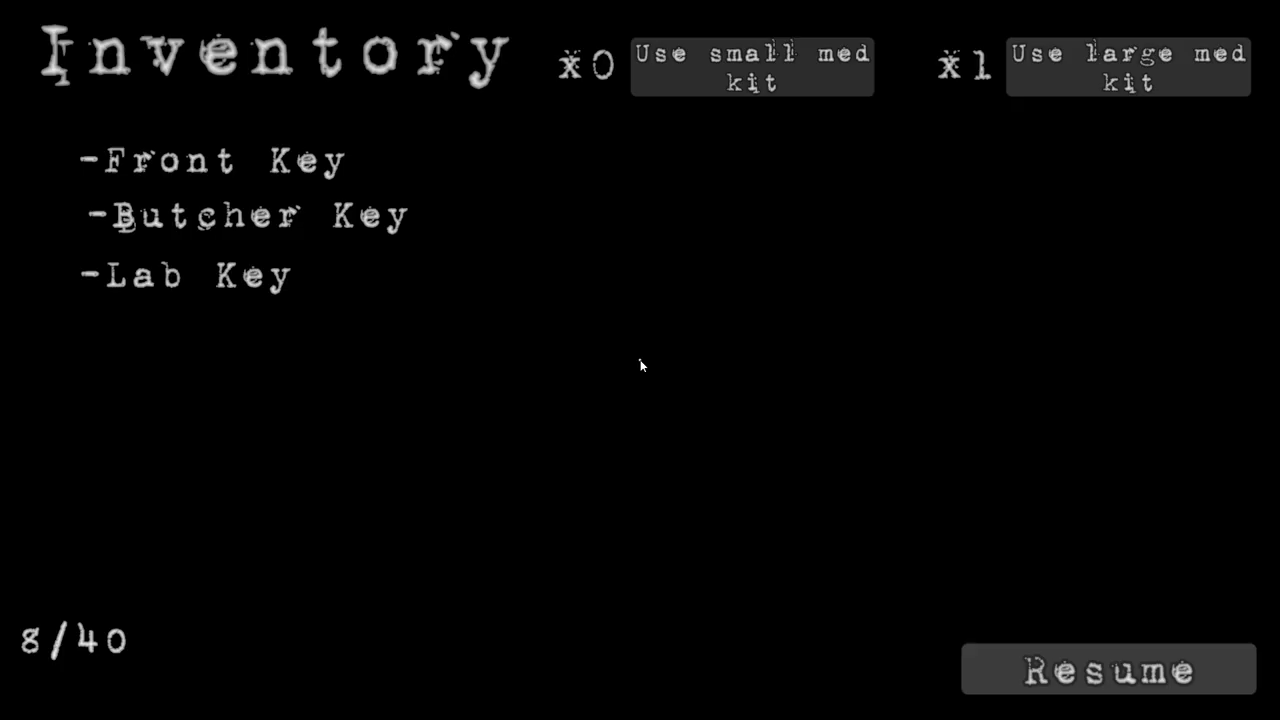 Inventory
x0
Use small med
kit
x1
Use large med
kit
-Front Key
-Butcher Key
-Lab Key
8/40
Resume